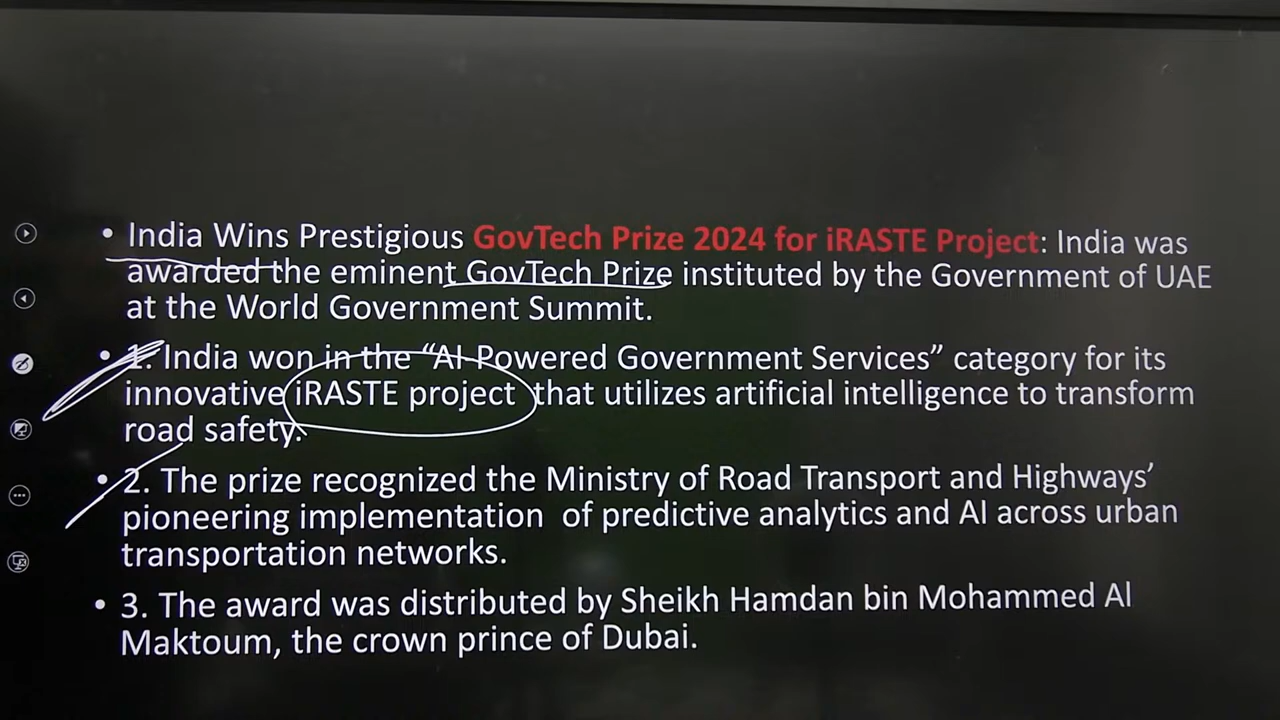 • India Wins Prestigious GovTech Prize 2024 for iRASTE Project: India was
awarded the eminent GovTech Prize instituted by the Government of UAE
at the World Government Summit.
• 1. India won in the “AI-Powered Government Services” category for its
innovative iRASTE project that utilizes artificial intelligence to transform
road safety.
• 2. The prize recognized the Ministry of Road Transport and Highways’
pioneering implementation of predictive analytics and AI across urban
transportation networks.
• 3. The award was distributed by Sheikh Hamdan bin Mohammed Al
Maktoum, the crown prince of Dubai.